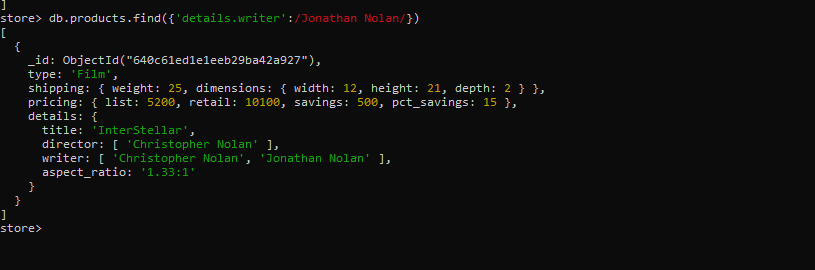 ]
store> db.products.find({'details.writer':/Jonathan Nolan/})
[
  {
    _id: ObjectId("640c61ed1e1eeb29ba42a927"),
    type: 'Film',
    shipping: { weight: 25, dimensions: { width: 12, height: 21, depth: 2 } },
    pricing: { list: 5200, retail: 10100, savings: 500, pct_savings: 15 },
    details: {
      title: 'InterStellar',
      director: [ 'Christopher Nolan' ],
      writer: [ 'Christopher Nolan', 'Jonathan Nolan' ],
      aspect_ratio: '1.33:1'
    }
  }
]
store>